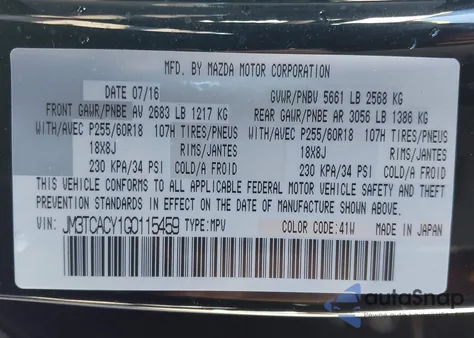 MFD. BY MAZDA MOTOR CORPORATION
DATE 07/16 GVWR/PNBV 5661 LB 2568 KG
FRONT GAWR/PNBE AV 2683 LB 1217 KG REAR GAWR/PNBE AR 3056 LB 1386 KG
WITH/AVEC P255/60R18 107H TIRES/PNEUS WITH/AVEC P255/60R18 107H TIRES/PNEUS
18X8J RIMS/JANTES 18X8J RIMS/JANTES
230 KPA/34 PSI COLD/A FROID 230 KPA/34 PSI COLD/A FROID
THIS VEHICLE CONFORMS TO ALL APPLICABLE FEDERAL MOTOR VEHICLE SAFETY AND THEFT
PREVENTION STANDARDS IN EFFECT ON THE DATE OF MANUFACTURE SHOWN ABOVE.
VIN: JM3TCACY1G0115459 TYPE:MPV COLOR CODE: 41W MADE IN JAPAN
autoSnap